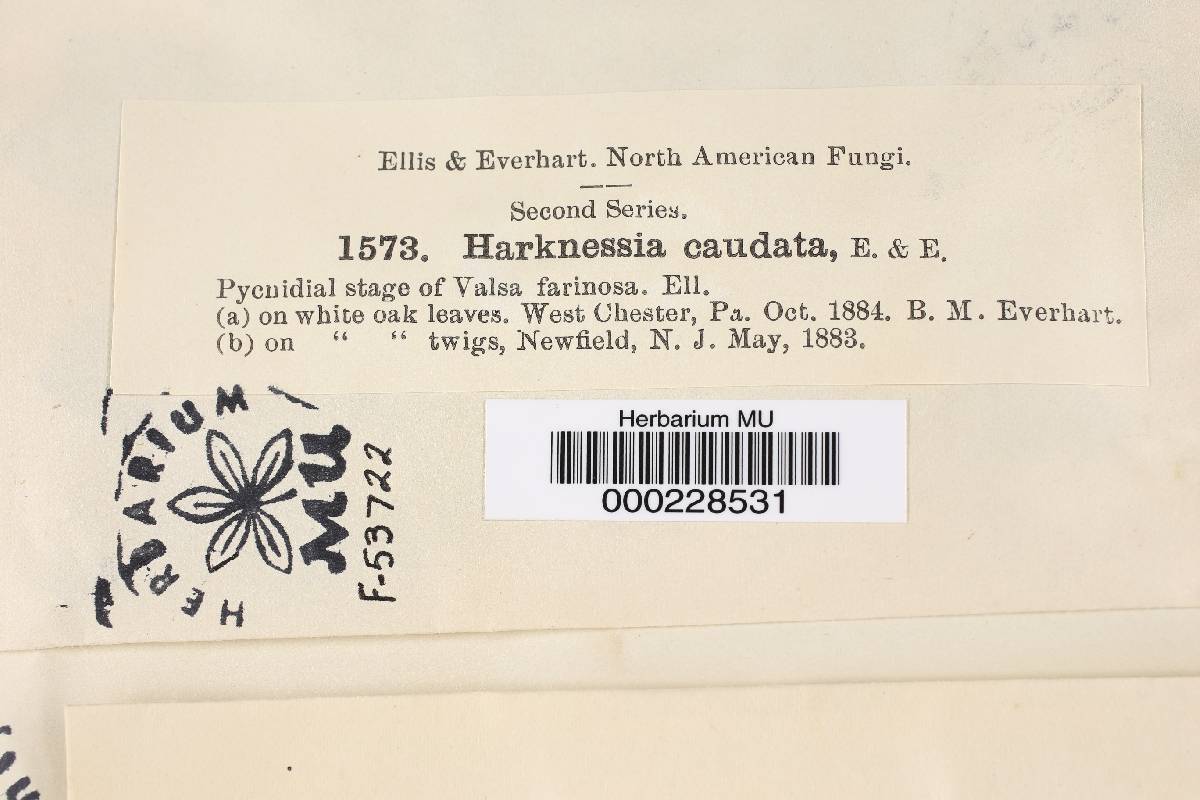 Ellis & Everhart. North American Fungi.
Second Series.
1573. Harknessia caudata, E. & E.
Pycnidial stage of Valsa farinosa. Ell.
(a) on white oak leaves. West Chester, Pa. Oct. 1884. B. M. Everhart.
(b) on “ “ twigs, Newfield, N. J. May, 1883.
HERBARIUM
MU
F-53722
Herbarium MU
000228531